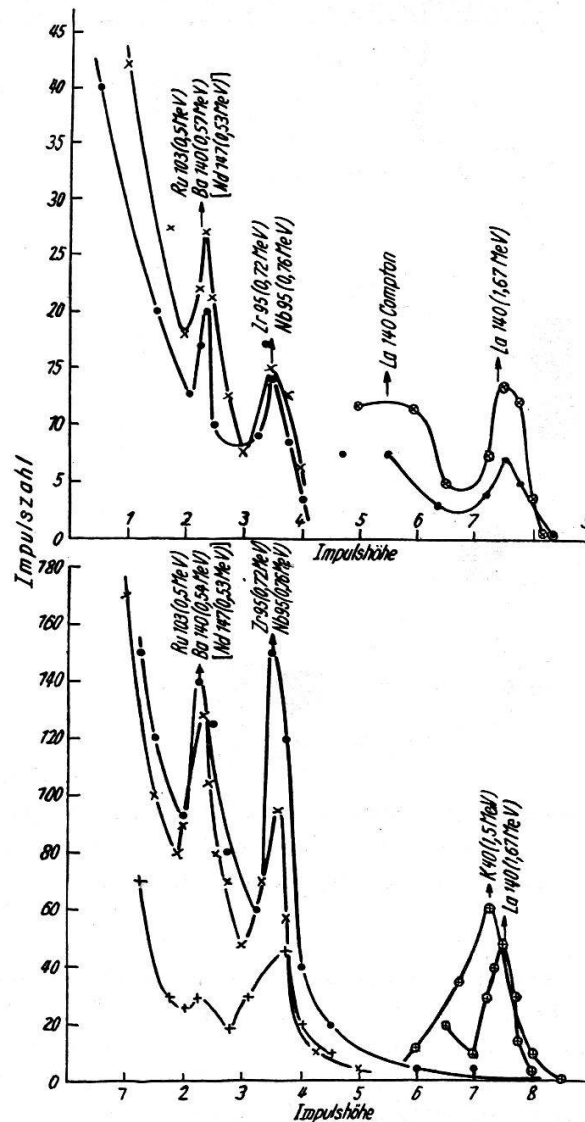 45
40
35
30
25
20
15
10
5
0
Impulszahl
Ru 103 (0,5 MeV)
Ba 140 (0,57 MeV)
[Nd 147 (0,53 MeV)]
Zr 95 (0,72 MeV)
Nb 95 (0,76 MeV)
La 140 Compton
La 140 (1,67 MeV)
1 2 3 4 5 6 7 8
Impulshöhe
180
160
140
120
100
80
60
40
20
0
Ru 103 (0,5 MeV)
Ba 140 (0,54 MeV)
[Nd 147 (0,53 MeV)]
Zr 95 (0,72 MeV)
Nb 95 (0,76 MeV)
K 40 (1,5 MeV)
La 140 (1,67 MeV)
1 2 3 4 5 6 7 8
Impulshöhe